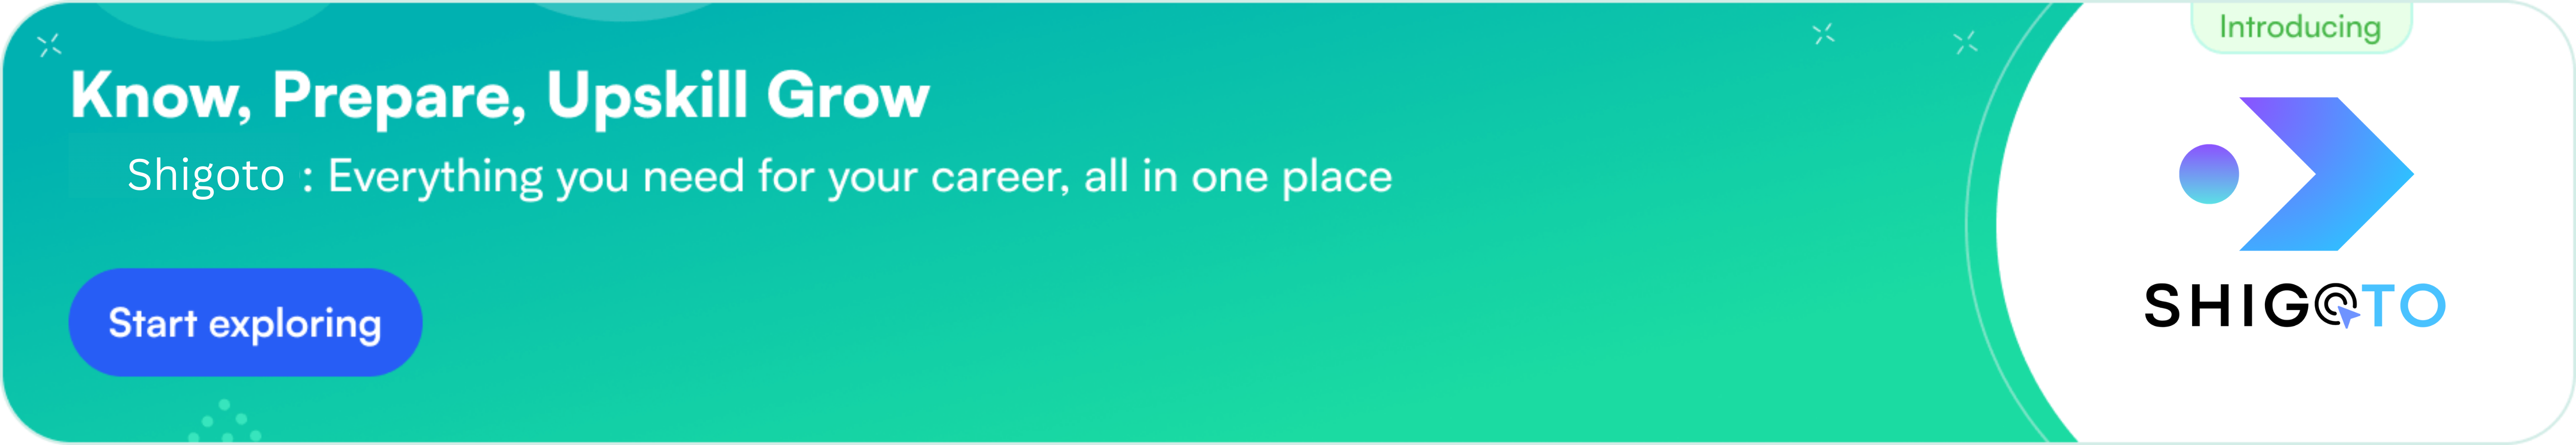 Know, Prepare, Upskill Grow
Shigoto : Everything you need for your career, all in one place
Start exploring
Introducing
SHIGOTO